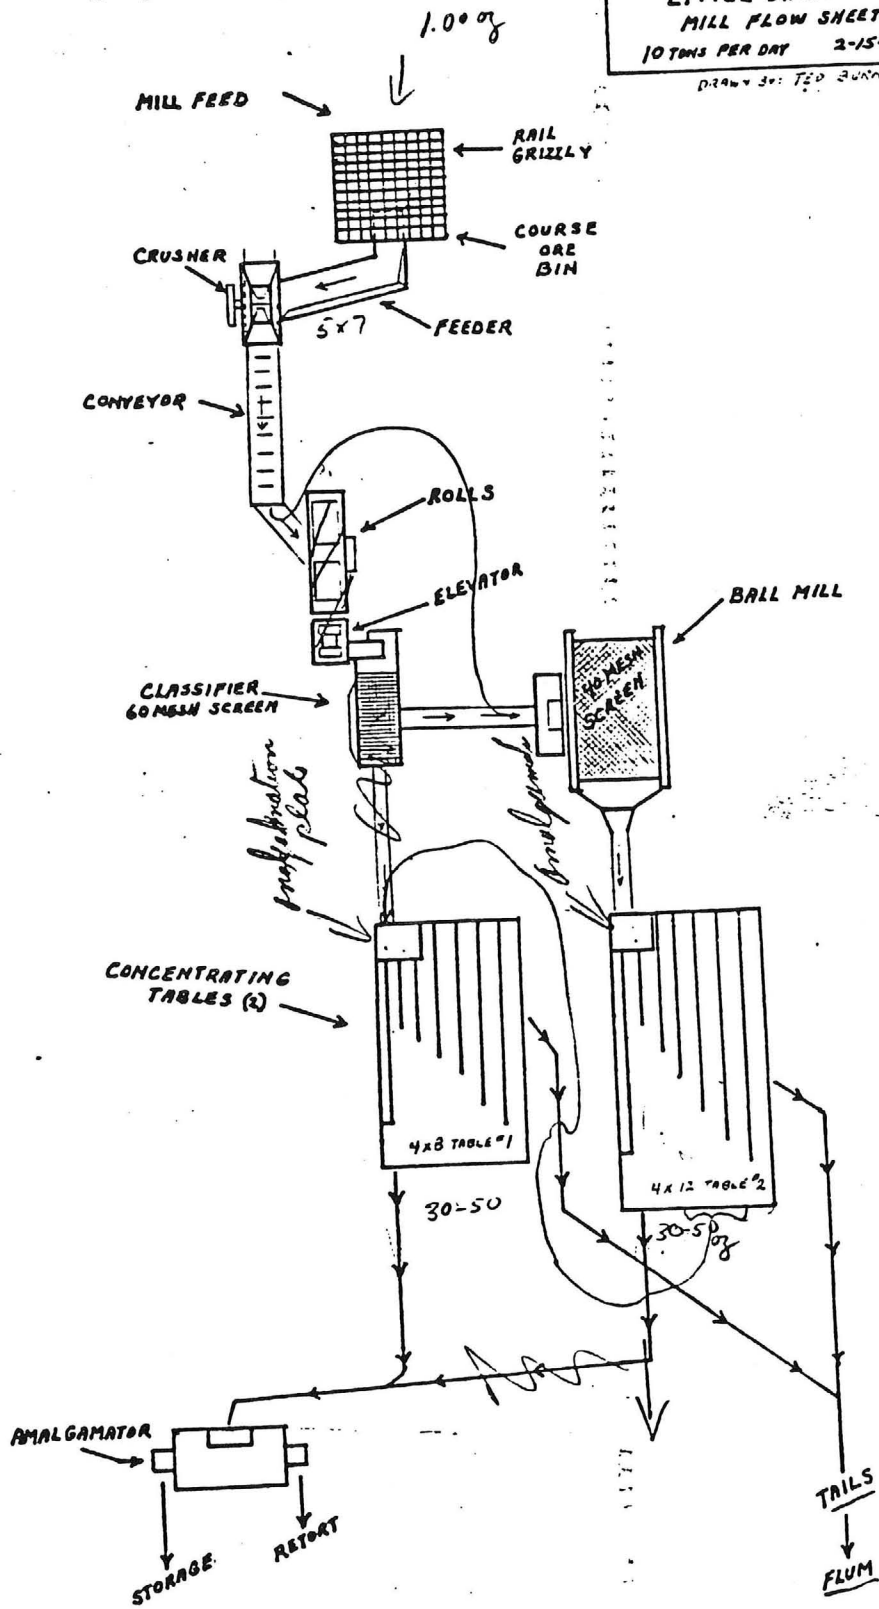 1.00 oz
MILL FLOW SHEET
10 TONS PER DAY 2-15-
DRAWN BY: TED
MILL FEED
RAIL
GRIZZLY
COURSE
ORE
BIN
CRUSHER
5x7
FEEDER
CONVEYOR
ROLLS
ELEVATOR
BALL MILL
40 MESH
SCREEN
CLASSIFIER
60 MESH SCREEN
plate
CONCENTRATING
TABLES (2)
4x8 TABLE #1
4x12 TABLE #2
30-50
30-50
oz
AMALGAMATOR
STORAGE
RETORT
TAILS
FLUM